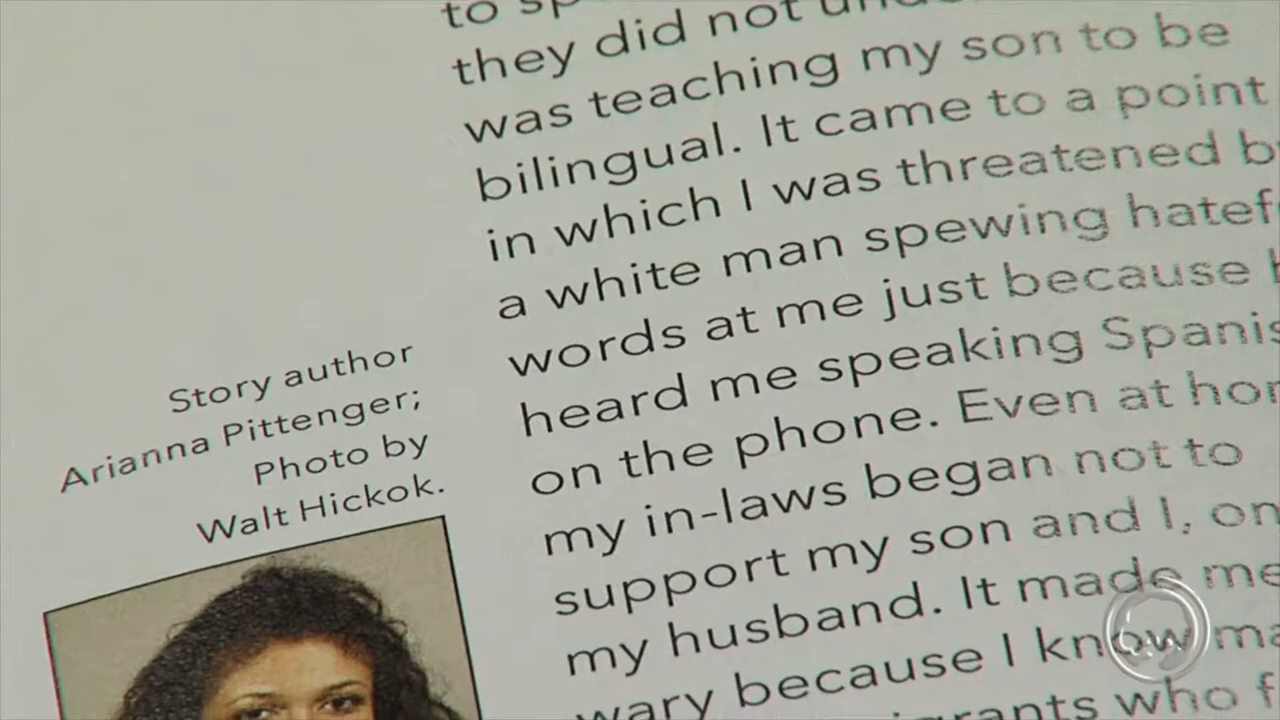 Story author
Arianna Pittenger;
Photo by
Walt Hickok.
to
they did not
was teaching my son to be
bilingual. It came to a point
in which I was threatened
a white man spewing
words at me just because
heard me speaking
on the phone. Even at
my in-laws began not to
support my son and I,
my husband. It made me
wary because I know
who